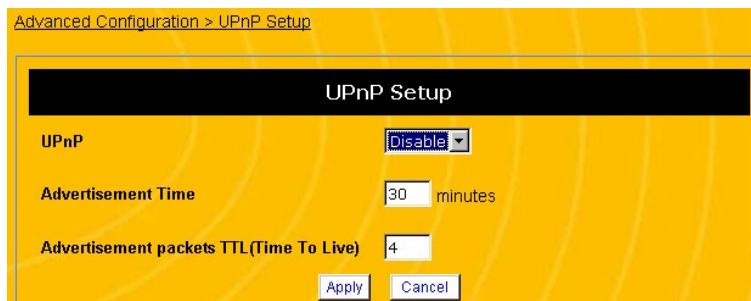 Advanced Configuration > UPnP Setup
UPnP Setup
UPnP Disable
Advertisement Time 30 minutes
Advertisement packets TTL(Time To Live) 4
Apply Cancel